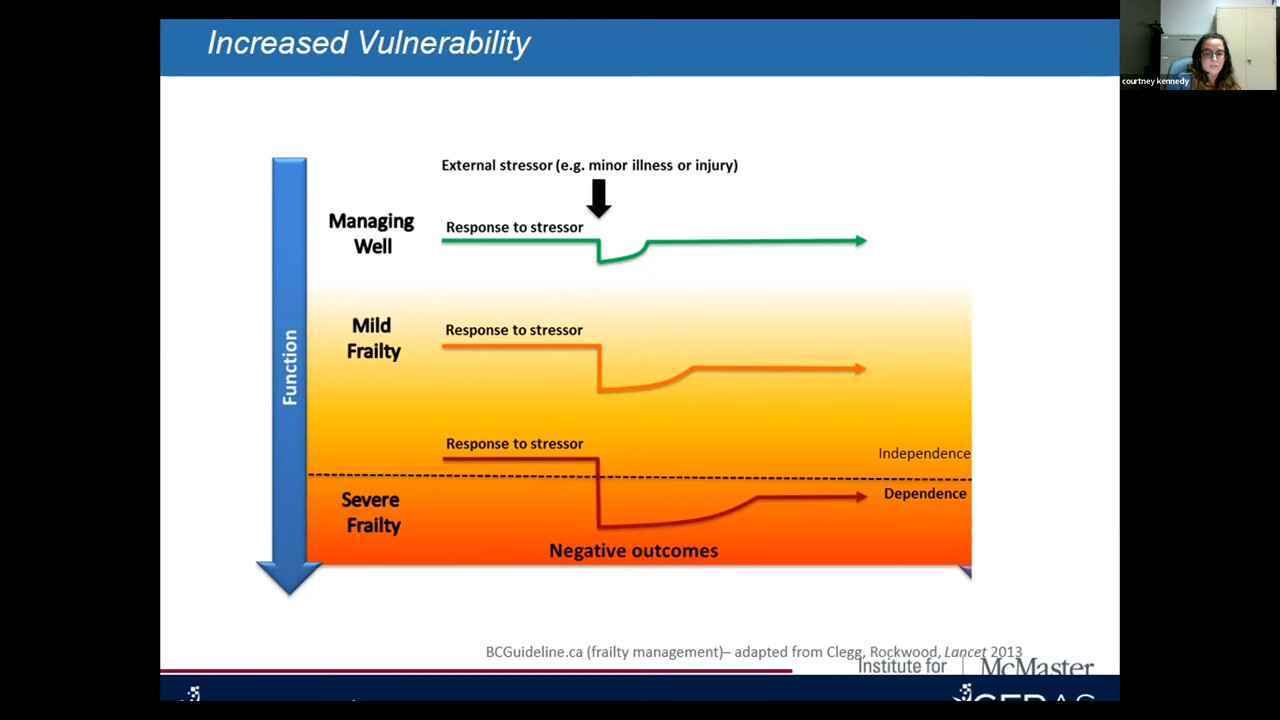 Increased Vulnerability
courtney kennedy
External stressor (e.g. minor illness or injury)
Managing
Well
Response to stressor
Mild
Frailty
Response to stressor
Function
Response to stressor
Independence
Dependence
Severe
Frailty
Negative outcomes
BCGuideline.ca (frailty management)– adapted from Clegg, Rockwood, Lancet 2013
Institute for
McMaster
GERAS